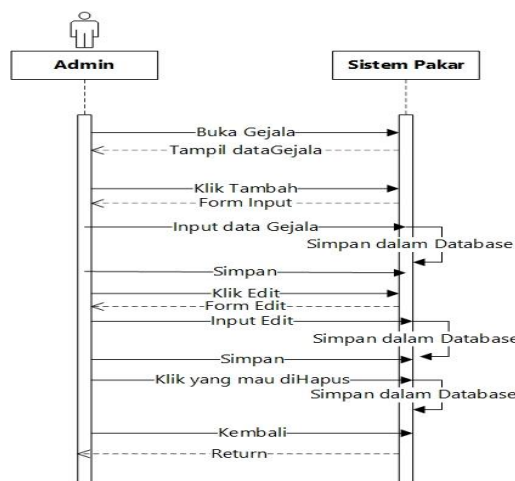 Admin
Sistem Pakar
Buka Gejala
Tampil dataGejala
Klik Tambah
Form Input
Input data Gejala
Simpan dalam Database
Simpan
Klik Edit
Form Edit
Input Edit
Simpan dalam Database
Simpan
Klik yang mau diHapus
Simpan dalam Database
Kembali
Return